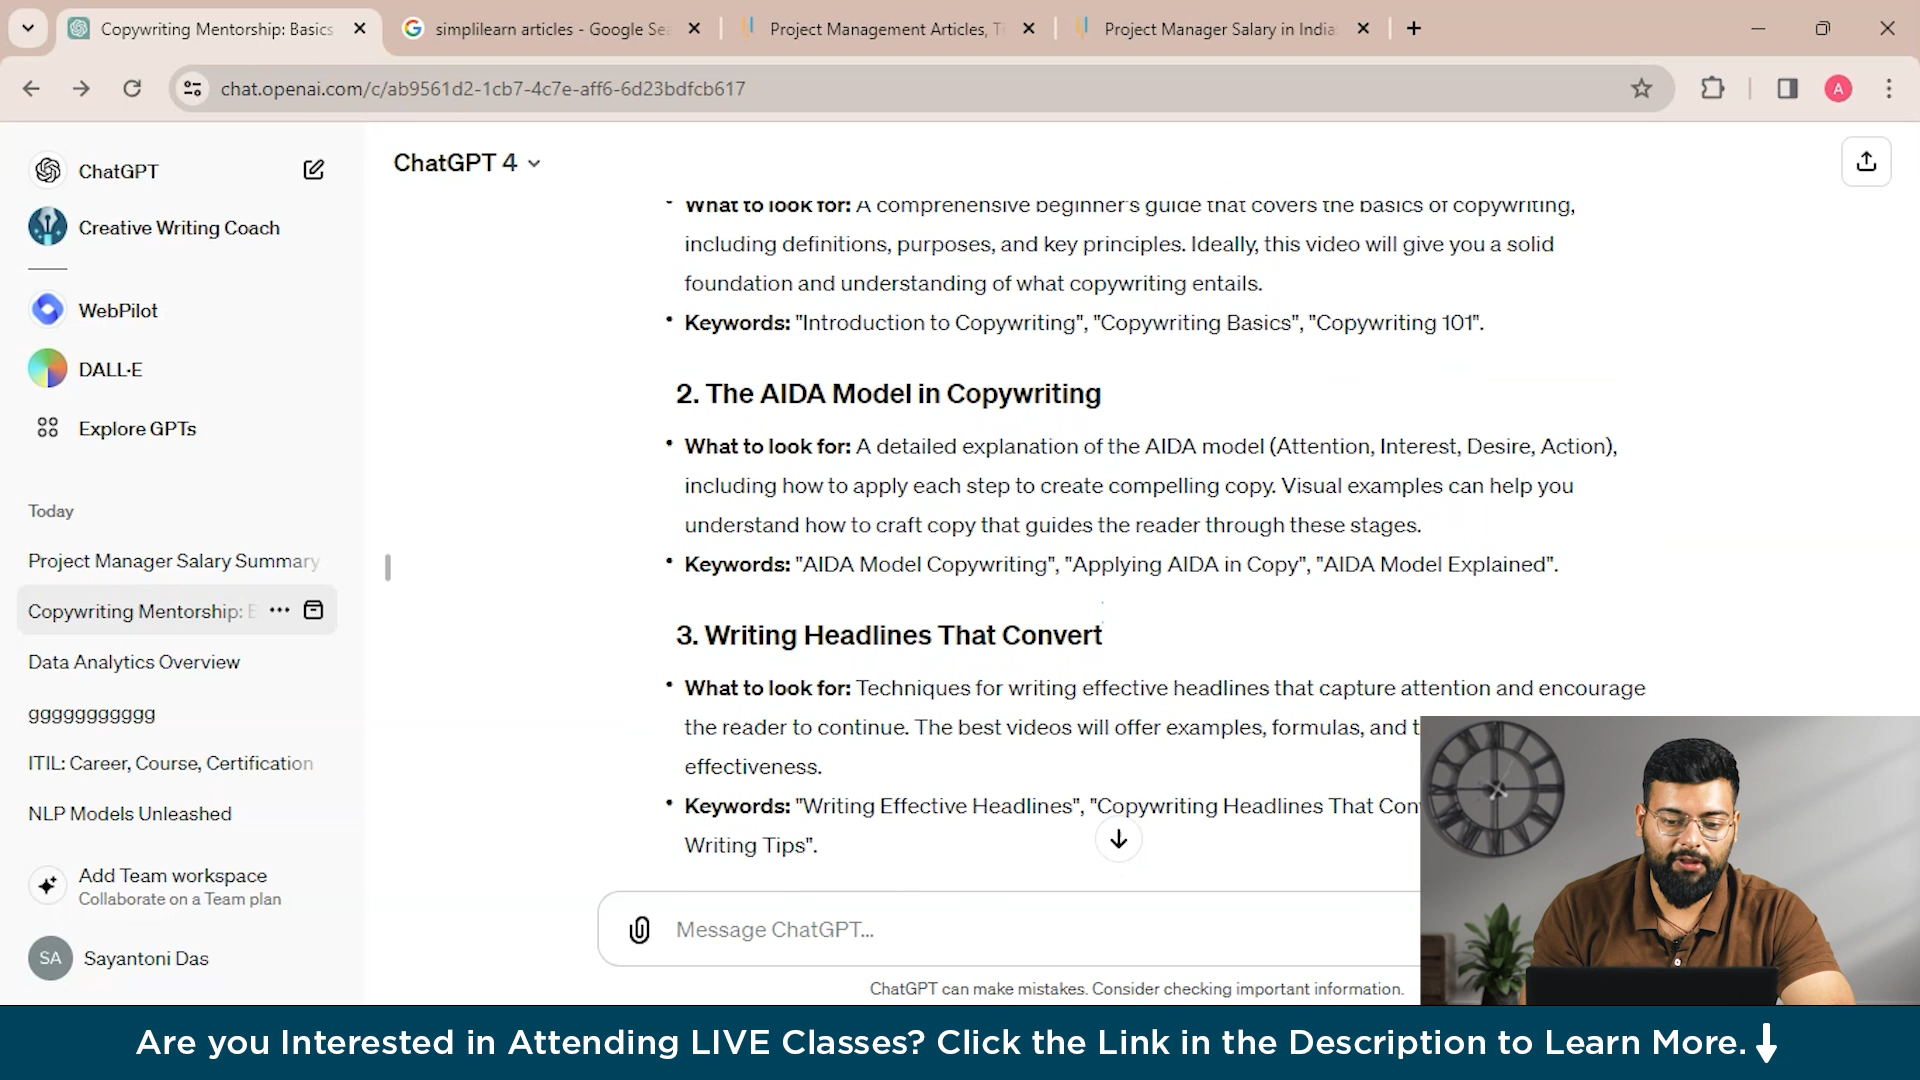 Copywriting Mentorship: Basics
simplilearn articles - Google Sea
Project Management Articles, Ti
Project Manager Salary in India
chat.openai.com/c/ab9561d2-1cb7-4c7e-aff6-6d23bdfcb617
A
ChatGPT
Creative Writing Coach
WebPilot
DALL·E
Explore GPTs
Today
Project Manager Salary Summary
Copywriting Mentorship: B
Data Analytics Overview
ggggggggggg
ITIL: Career, Course, Certification
NLP Models Unleashed
Add Team workspace
Collaborate on a Team plan
SA Sayantoni Das
ChatGPT 4
• What to look for: A comprehensive beginner's guide that covers the basics of copywriting,
including definitions, purposes, and key principles. Ideally, this video will give you a solid
foundation and understanding of what copywriting entails.
• Keywords: "Introduction to Copywriting", "Copywriting Basics", "Copywriting 101".
2. The AIDA Model in Copywriting
• What to look for: A detailed explanation of the AIDA model (Attention, Interest, Desire, Action),
including how to apply each step to create compelling copy. Visual examples can help you
understand how to craft copy that guides the reader through these stages.
• Keywords: "AIDA Model Copywriting", "Applying AIDA in Copy", "AIDA Model Explained".
3. Writing Headlines That Convert
• What to look for: Techniques for writing effective headlines that capture attention and encourage
the reader to continue. The best videos will offer examples, formulas, and t
effectiveness.
• Keywords: "Writing Effective Headlines", "Copywriting Headlines That Con
Writing Tips".
Message ChatGPT...
ChatGPT can make mistakes. Consider checking important information.
Are you Interested in Attending LIVE Classes? Click the Link in the Description to Learn More.